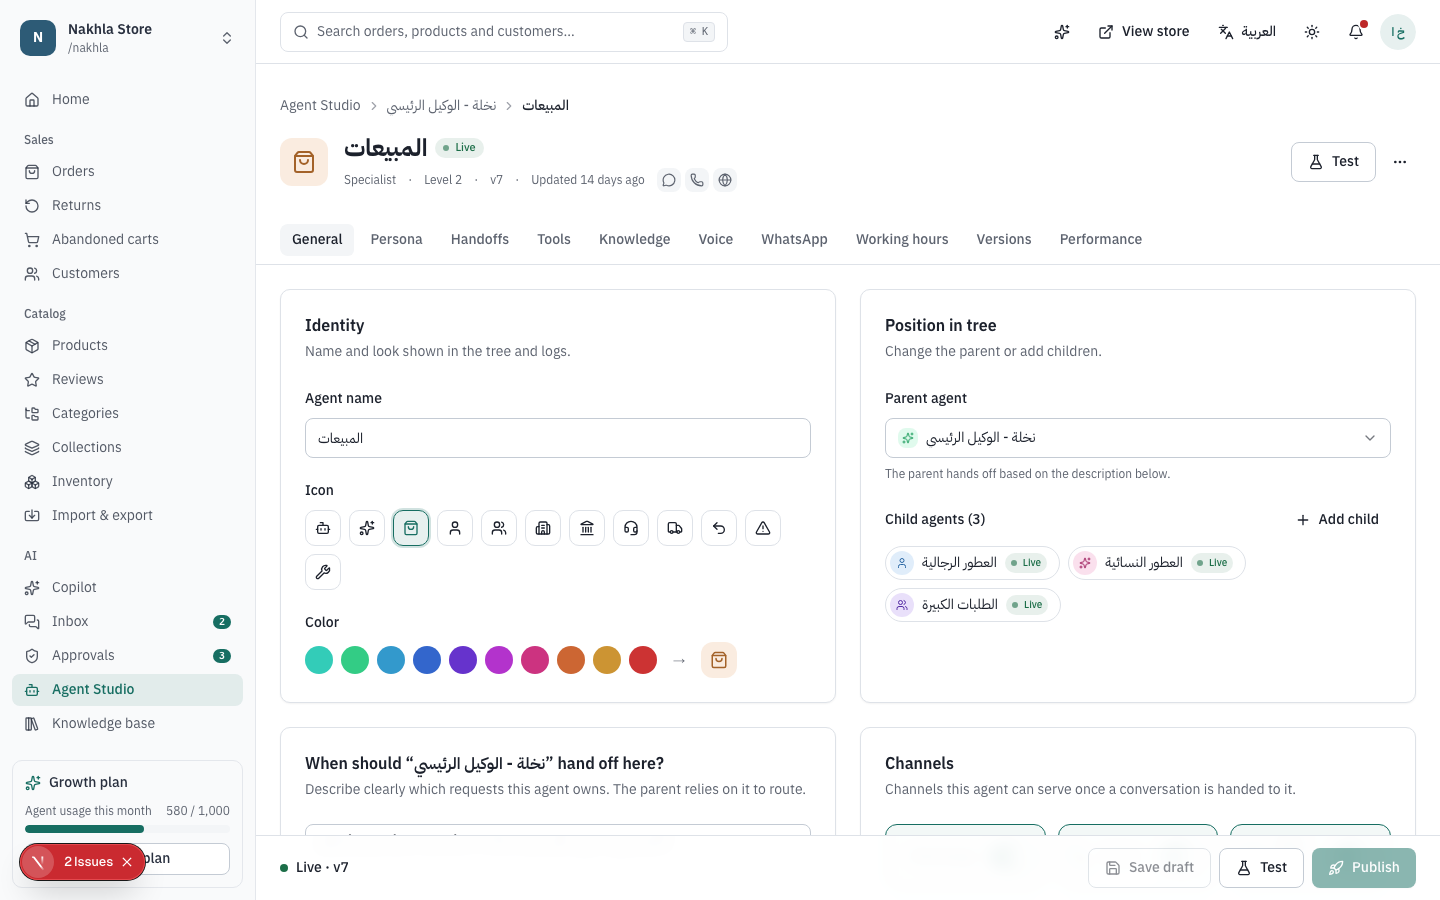 N
Nakhla Store
/nakhla
Home
Sales
Orders
Returns
Abandoned carts
Customers
Catalog
Products
Reviews
Categories
Collections
Inventory
Import & export
AI
Copilot
Inbox 2
Approvals 3
Agent Studio
Knowledge base
Growth plan
Agent usage this month 580 / 1,000
2 Issues
plan
Search orders, products and customers... ⌘ K
View store
العربية
خ ا
Agent Studio > نخلة - الوكيل الرئيسي > المبيعات
المبيعات Live
Specialist · Level 2 · v7 · Updated 14 days ago
Test
General Persona Handoffs Tools Knowledge Voice WhatsApp Working hours Versions Performance
Identity
Name and look shown in the tree and logs.
Agent name
المبيعات
Icon
Color
→
Position in tree
Change the parent or add children.
Parent agent
نخلة - الوكيل الرئيسي
The parent hands off based on the description below.
Child agents (3)
Add child
العطور الرجالية Live
العطور النسائية Live
الطلبات الكبيرة Live
When should “نخلة - الوكيل الرئيسي” hand off here?
Describe clearly which requests this agent owns. The parent relies on it to route.
Channels
Channels this agent can serve once a conversation is handed to it.
Live · v7
Save draft
Test
Publish